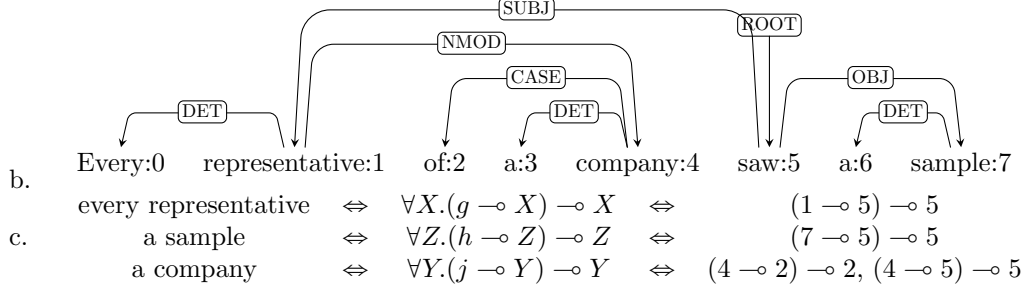 SUBJ
ROOT
NMOD
CASE OBJ
DET DET DET
Every:0 representative:1 of:2 a:3 company:4 saw:5 a:6 sample:7
b.
every representative ⇔ ∀X.(g ⊸ X) ⊸ X ⇔ (1 ⊸ 5) ⊸ 5
c. a sample ⇔ ∀Z.(h ⊸ Z) ⊸ Z ⇔ (7 ⊸ 5) ⊸ 5
a company ⇔ ∀Y.(j ⊸ Y) ⊸ Y ⇔ (4 ⊸ 2) ⊸ 2, (4 ⊸ 5) ⊸ 5